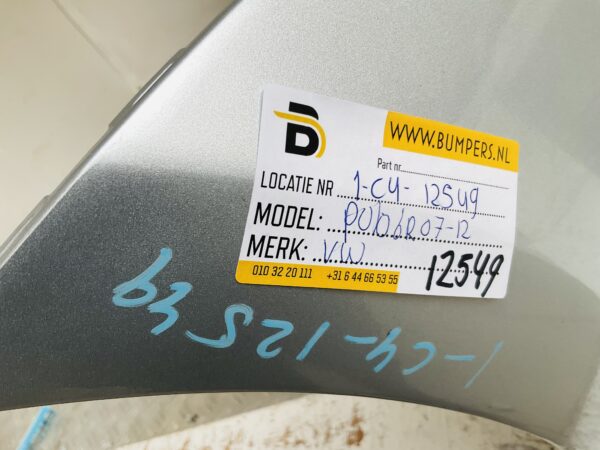 WWW.BUMPERS.NL
Part nr.
LOCATIE NR 1-C4-12549
MODEL: 07-12
MERK: VW
12549
010 32 20 111 +31 6 44 66 53 55
1-C4-12549